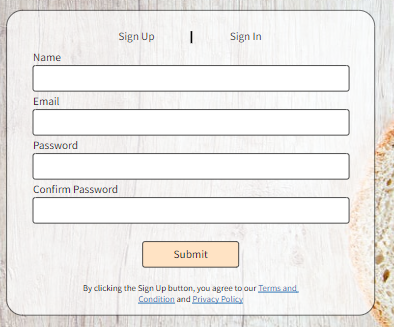 Sign Up | Sign In
Name
Email
Password
Confirm Password
Submit
By clicking the Sign Up button, you agree to our Terms and
Condition and Privacy Policy